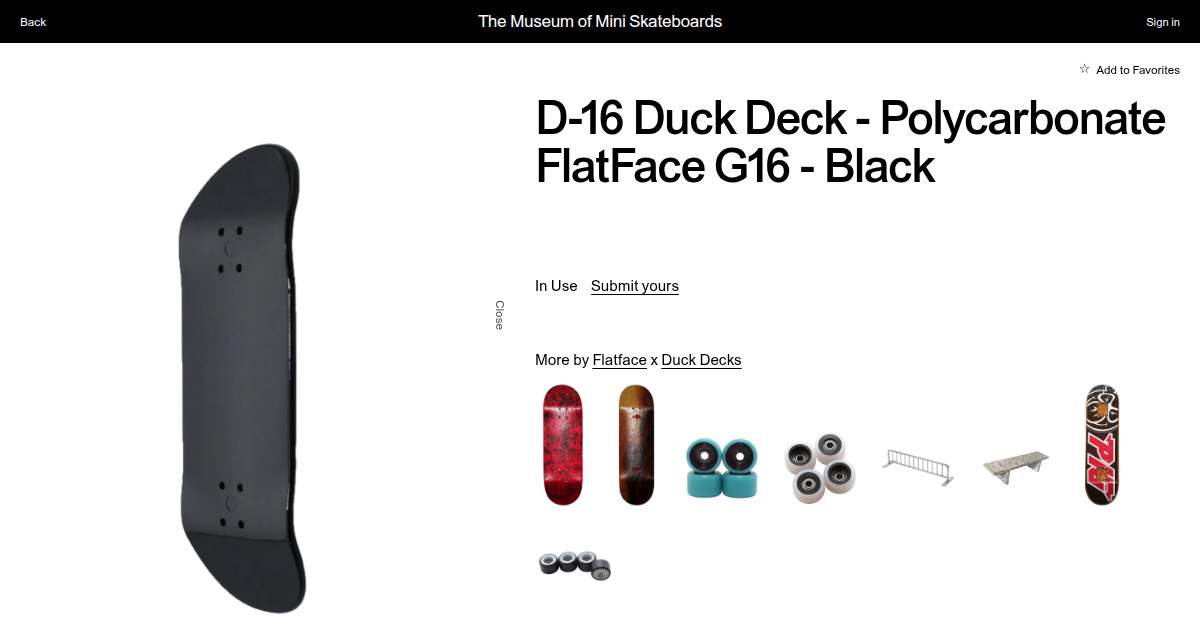 Back
The Museum of Mini Skateboards
Sign in
☆ Add to Favorites
D-16 Duck Deck - Polycarbonate
FlatFace G16 - Black
In Use Submit yours
Close
More by Flatface x Duck Decks